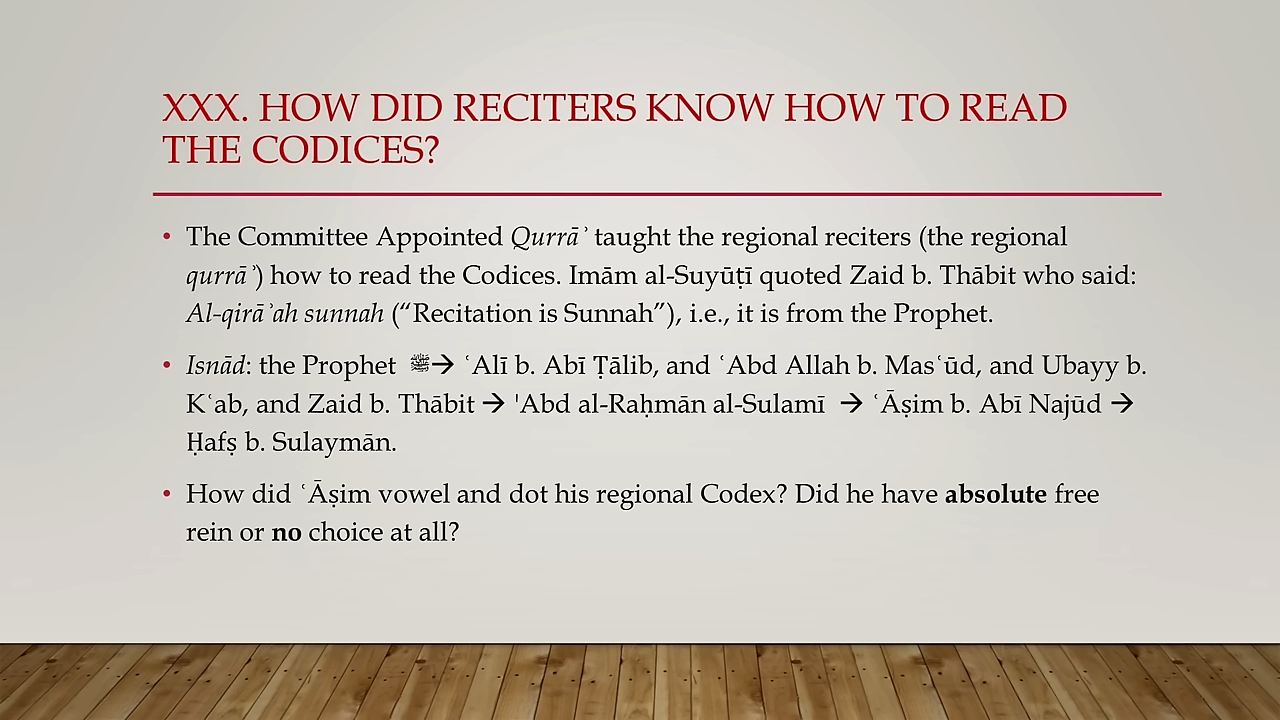 XXX. HOW DID RECITERS KNOW HOW TO READ
THE CODICES?
• The Committee Appointed Qurrāʾ taught the regional reciters (the regional
qurrāʾ) how to read the Codices. Imām al-Suyūṭī quoted Zaid b. Thābit who said:
Al-qirāʾah sunnah (“Recitation is Sunnah”), i.e., it is from the Prophet.
• Isnād: the Prophet ﷺ→ ʿAlī b. Abī Ṭālib, and ʿAbd Allah b. Masʿūd, and Ubayy b.
Kʿab, and Zaid b. Thābit → 'Abd al-Raḥmān al-Sulamī → ʿĀṣim b. Abī Najūd →
Ḥafṣ b. Sulaymān.
• How did ʿĀṣim vowel and dot his regional Codex? Did he have absolute free
rein or no choice at all?